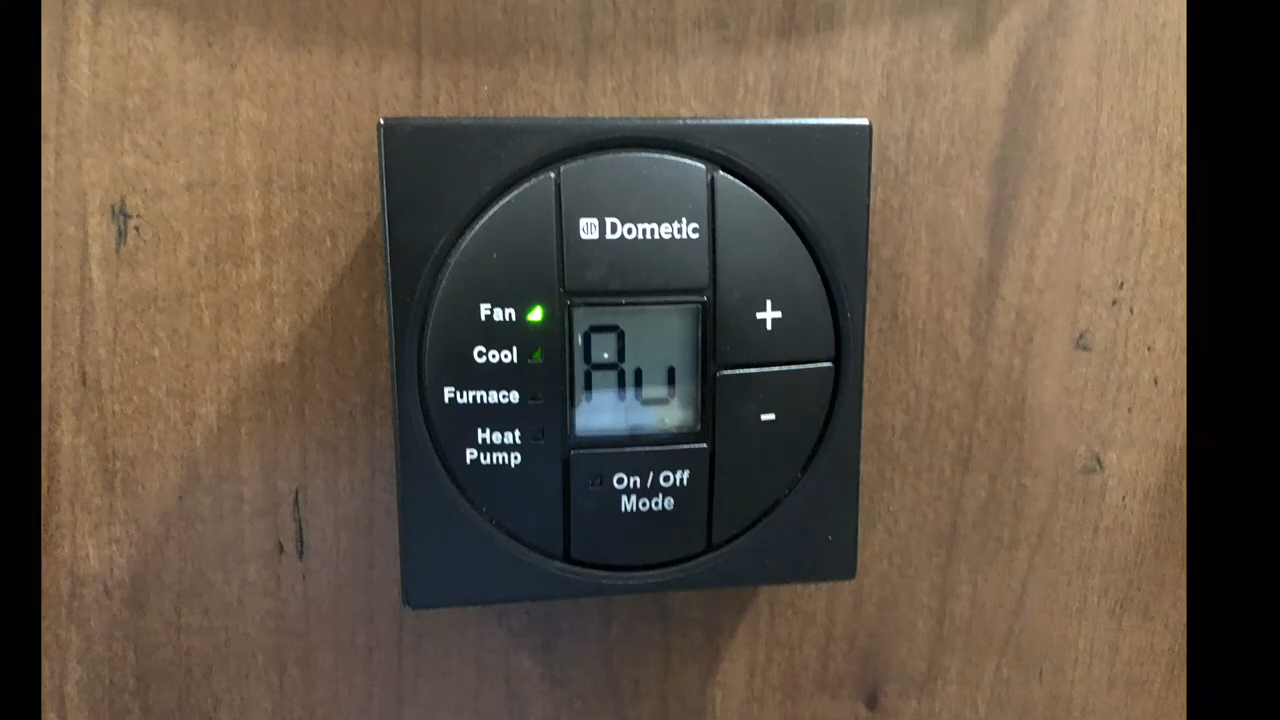 Dometic
Fan
Cool
Furnace
Heat
Pump
Au
+
-
On / Off
Mode